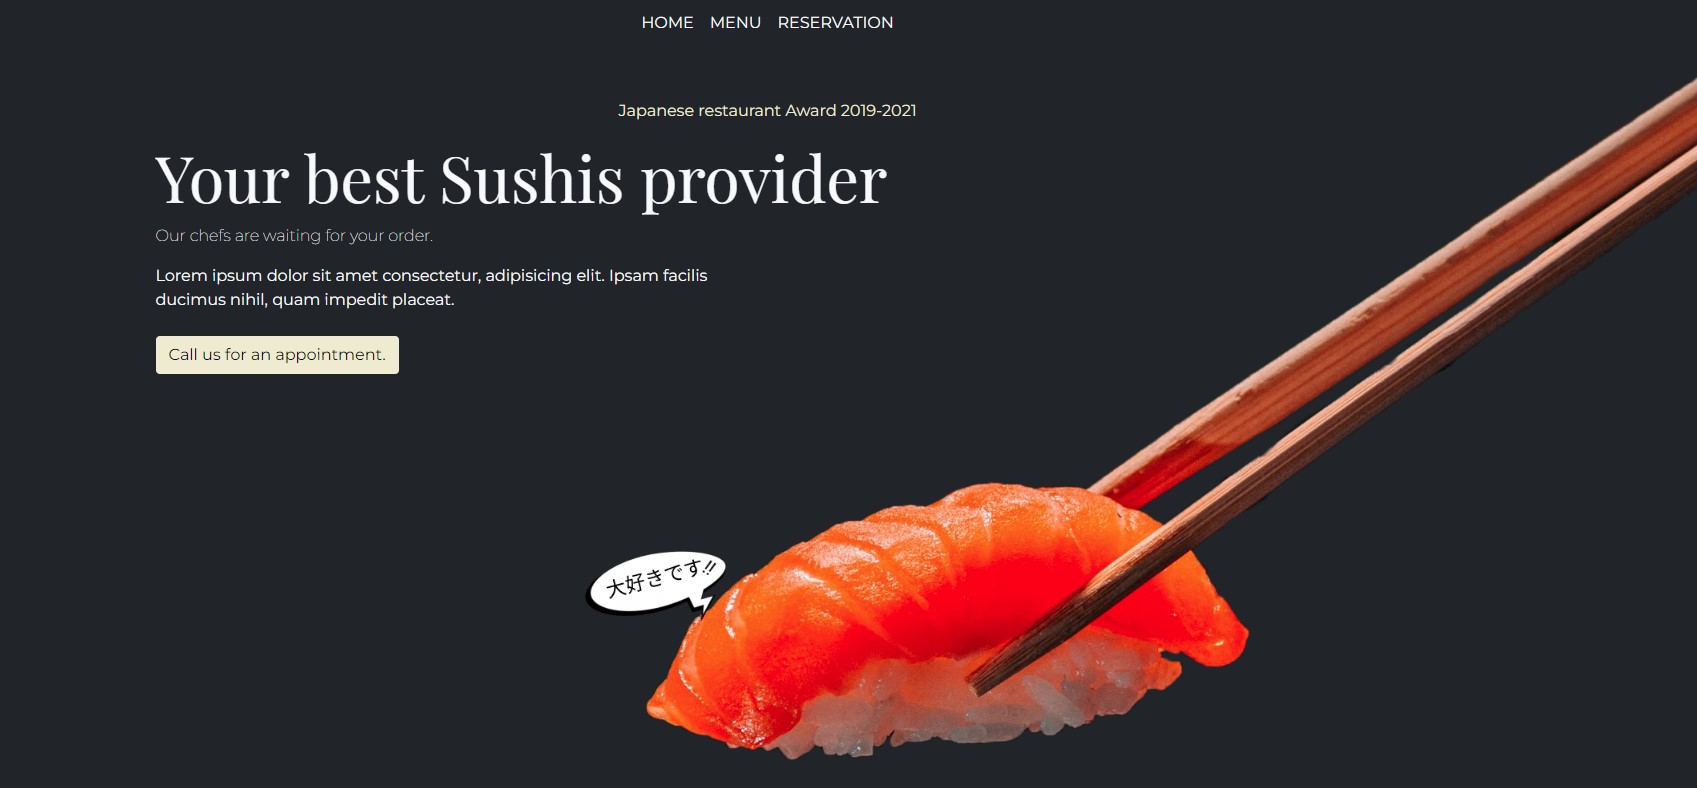 HOME MENU RESERVATION
Japanese restaurant Award 2019-2021
Your best Sushis provider
Our chefs are waiting for your order.
Lorem ipsum dolor sit amet consectetur, adipisicing elit. Ipsam facilis
ducimus nihil, quam impedit placeat.
Call us for an appointment.
大好きです!!